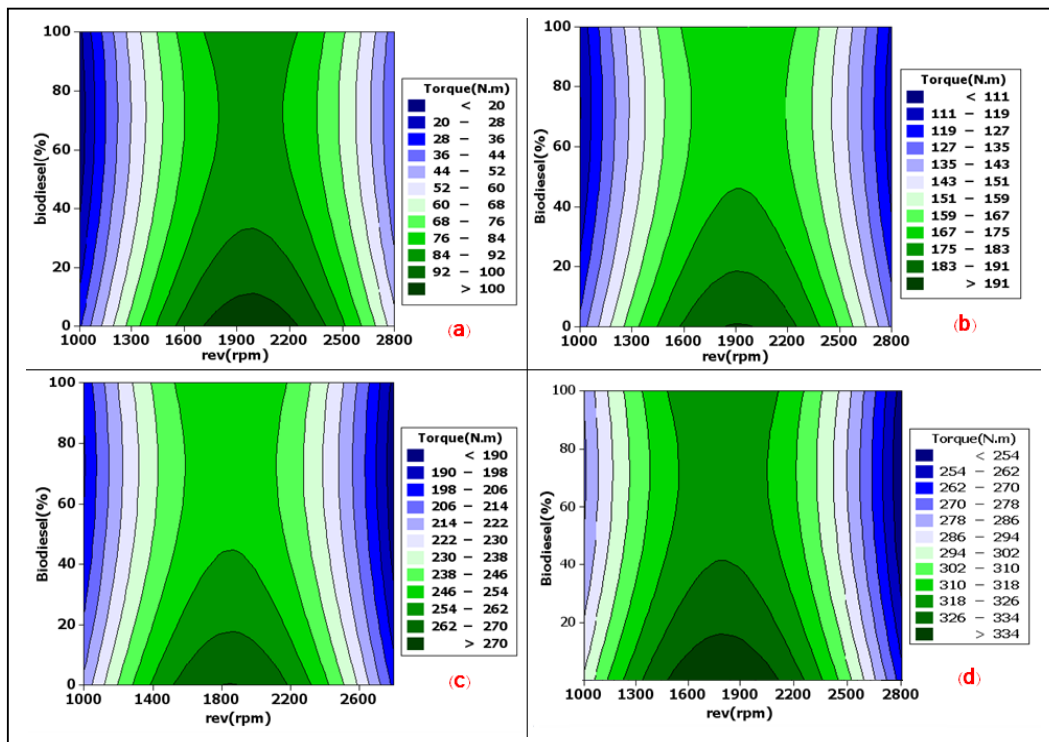 100
80
60
40
20
0
biodiesel(%)
1000 1300 1600 1900 2200 2500 2800
rev(rpm)
Torque(N.m)
< 20
20 – 28
28 – 36
36 – 44
44 – 52
52 – 60
60 – 68
68 – 76
76 – 84
84 – 92
92 – 100
> 100
(a)
100
80
60
40
20
0
Biodiesel(%)
1000 1300 1600 1900 2200 2500 2800
rev(rpm)
Torque(N.m)
< 111
111 – 119
119 – 127
127 – 135
135 – 143
143 – 151
151 – 159
159 – 167
167 – 175
175 – 183
183 – 191
> 191
(b)
100
80
60
40
20
0
Biodiesel(%)
1000 1400 1800 2200 2600
rev(rpm)
Torque(N.m)
< 190
190 – 198
198 – 206
206 – 214
214 – 222
222 – 230
230 – 238
238 – 246
246 – 254
254 – 262
262 – 270
> 270
(c)
100
80
60
40
20
Biodiesel(%)
1000 1300 1600 1900 2200 2500 2800
rev(rpm)
Torque(N.m)
< 254
254 – 262
262 – 270
270 – 278
278 – 286
286 – 294
294 – 302
302 – 310
310 – 318
318 – 326
326 – 334
> 334
(d)